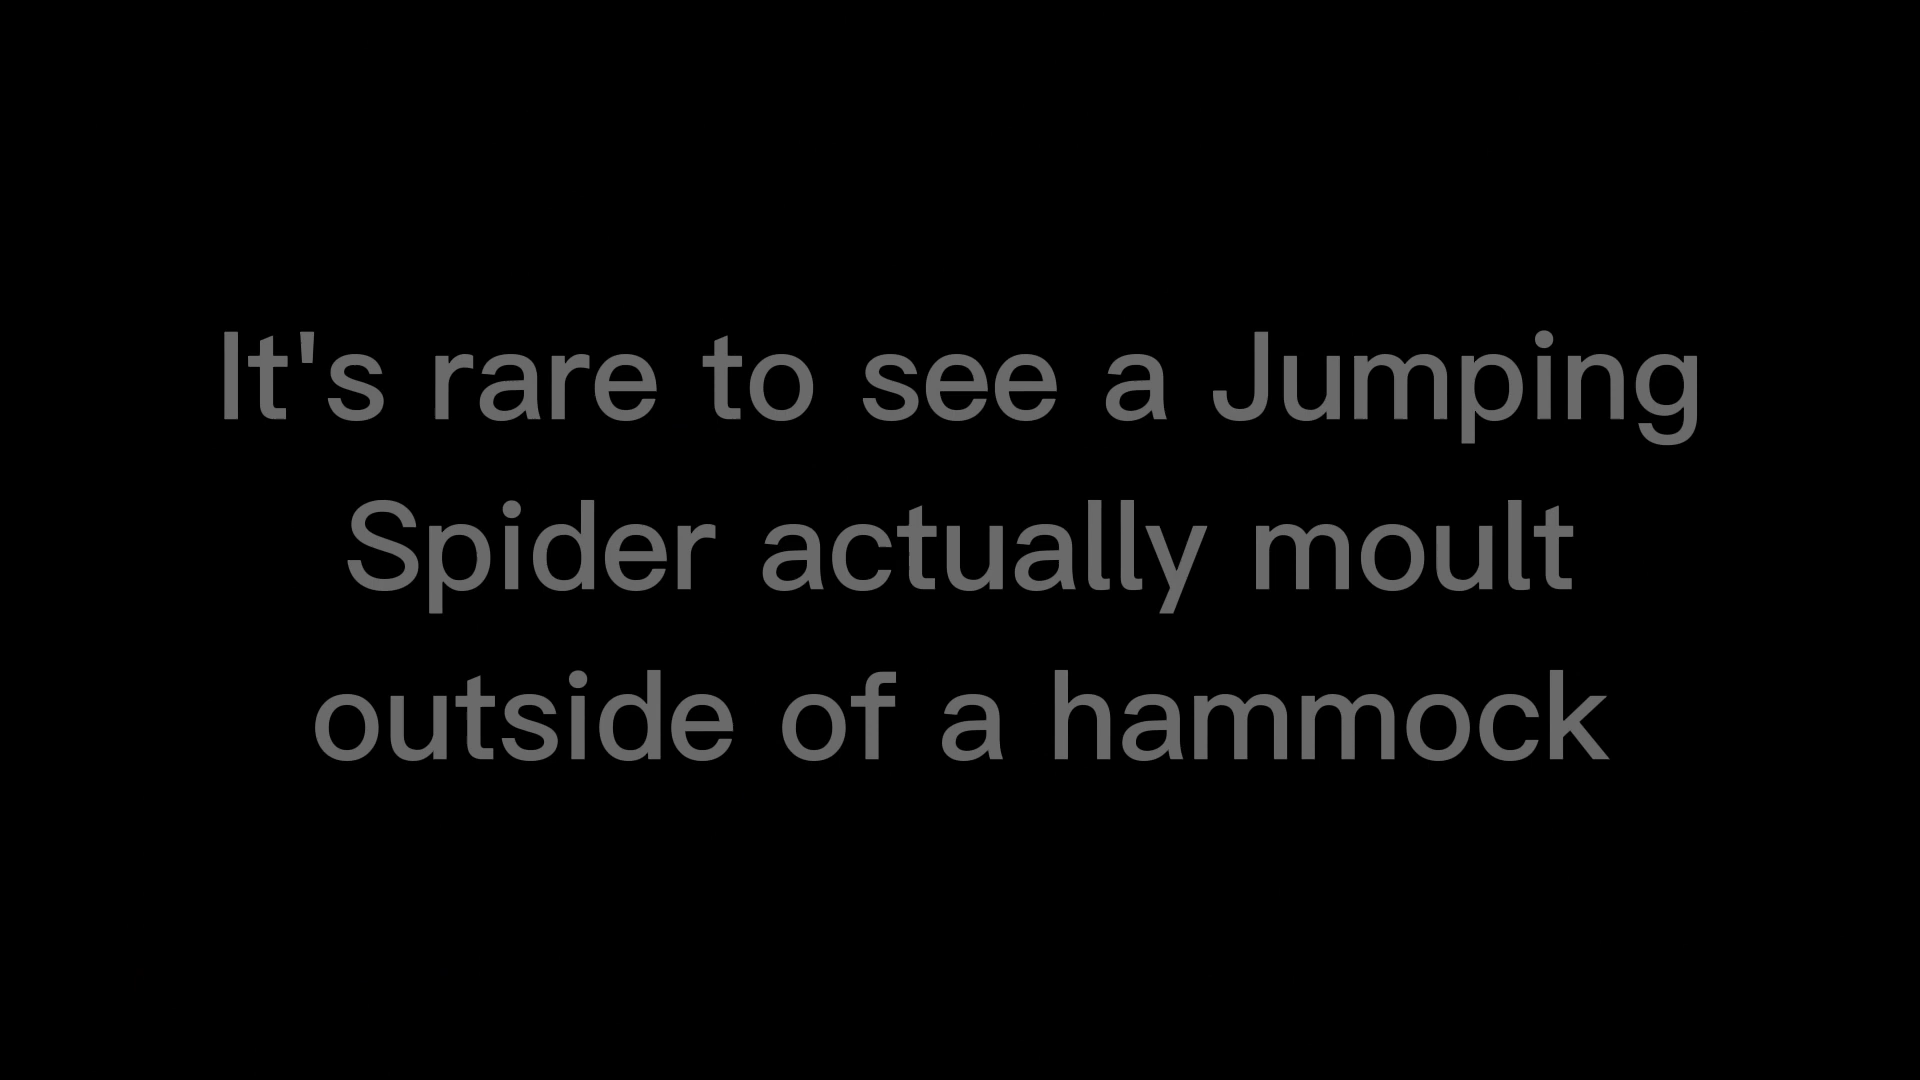 It's rare to see a Jumping
Spider actually moult
outside of a hammock